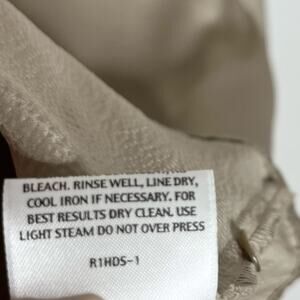 BLEACH. RINSE WELL, LINE DRY,
COOL IRON IF NECESSARY. FOR
BEST RESULTS DRY CLEAN. USE
LIGHT STEAM DO NOT OVER PRESS
R1HDS-1